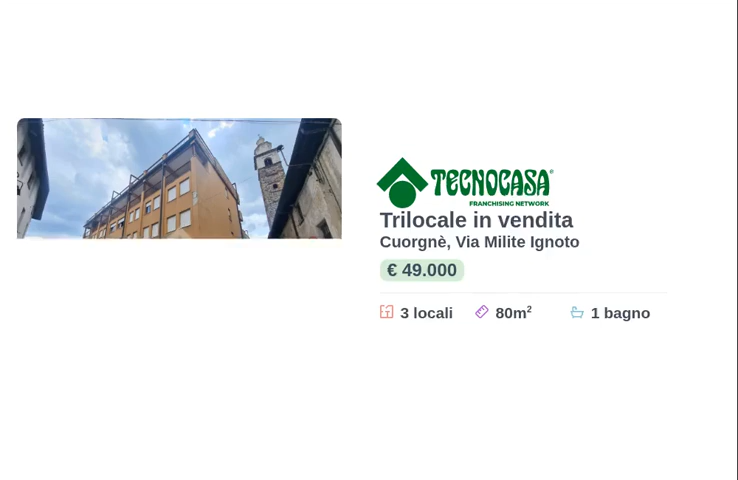 TECNOCASA®
FRANCHISING NETWORK
Trilocale in vendita
Cuorgnè, Via Milite Ignoto
€ 49.000
3 locali 80m² 1 bagno